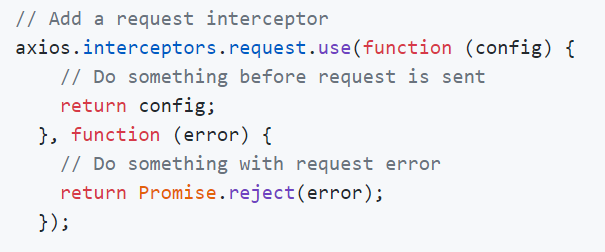 // Add a request interceptor
axios.interceptors.request.use(function (config) {
    // Do something before request is sent
    return config;
  }, function (error) {
    // Do something with request error
    return Promise.reject(error);
  });